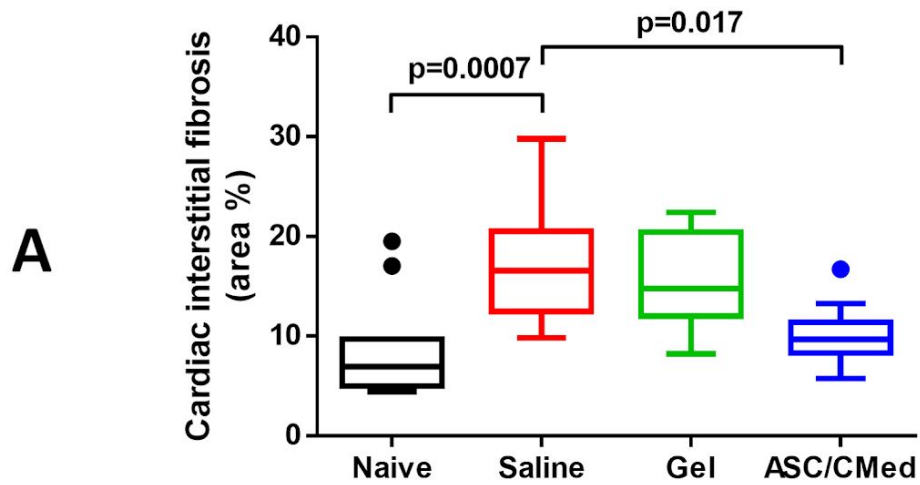 A
Cardiac interstitial fibrosis
(area %)
40
30
20
10
0
p=0.0007
p=0.017
Naive
Saline
Gel
ASC/CMed